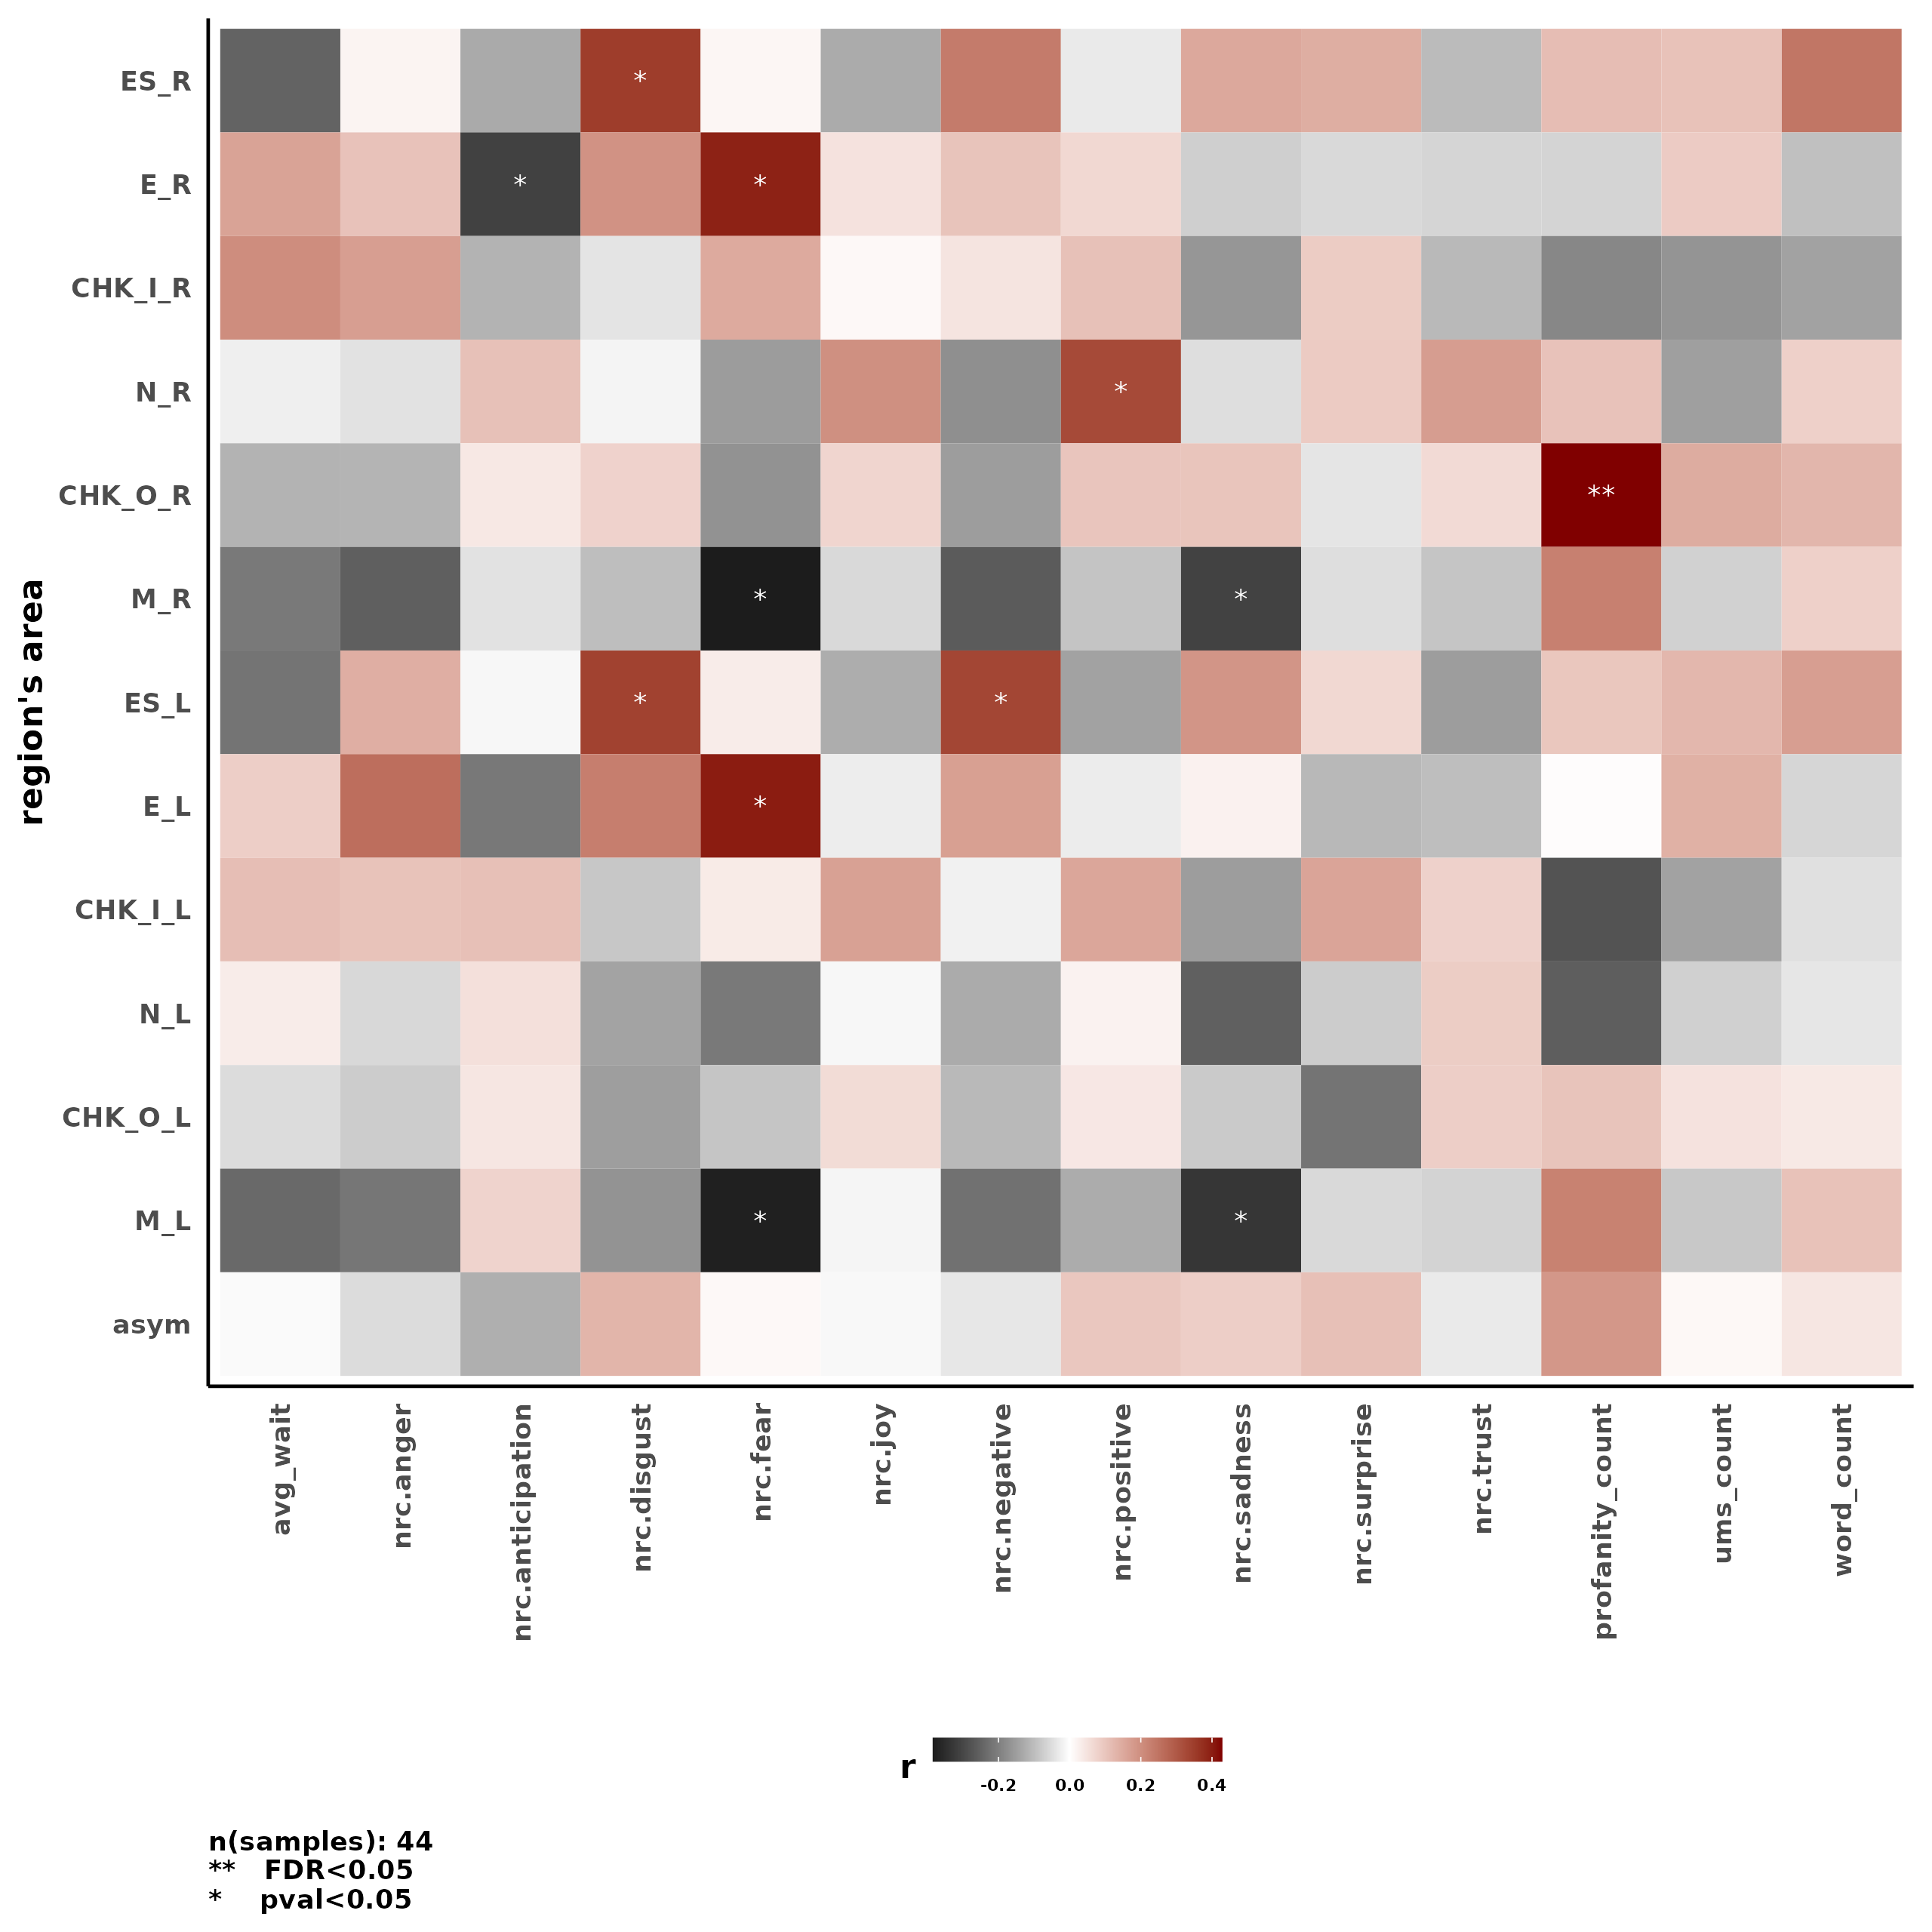 region's area
ES_R
*
E_R
* *
CHK_I_R
N_R
*
CHK_O_R
**
M_R
* *
ES_L
* *
E_L
*
CHK_I_L
N_L
CHK_O_L
M_L
* *
asym
avg_wait
nrc.anger
nrc.anticipation
nrc.disgust
nrc.fear
nrc.joy
nrc.negative
nrc.positive
nrc.sadness
nrc.surprise
nrc.trust
profanity_count
ums_count
word_count
r
-0.2 0.0 0.2 0.4
n(samples): 44
** FDR<0.05
* pval<0.05